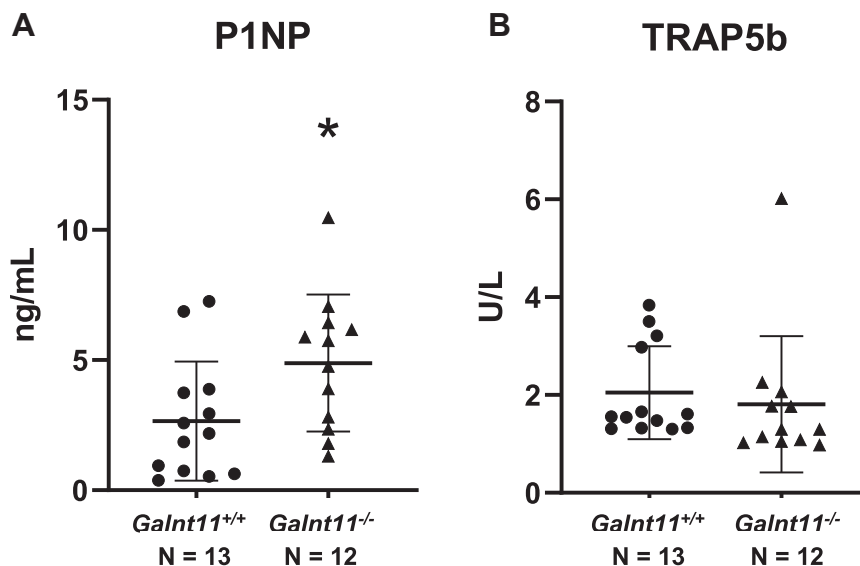 A
P1NP
15
10
5
0
ng/mL
*
Galnt11+/+
Galnt11-/-
N = 13
N = 12
B
TRAP5b
8
6
4
2
0
U/L
Galnt11+/+
Galnt11-/-
N = 13
N = 12